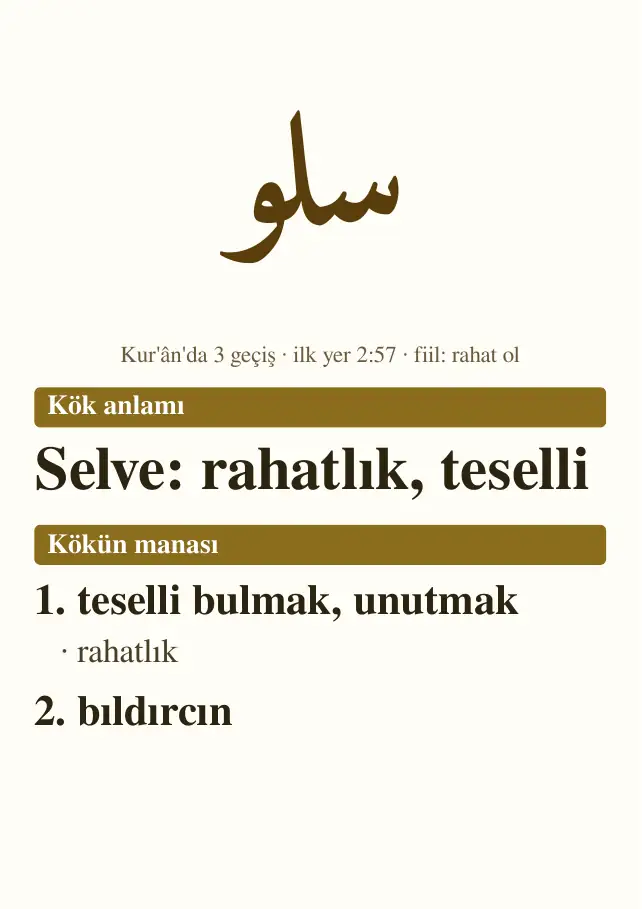 سلو
Kur'ân'da 3 geçiş · ilk yer 2:57 · fiil: rahat ol
Kök anlamı
Selve: rahatlık, teselli
Kökün manası
1. teselli bulmak, unutmak
· rahatlık
2. bıldırcın